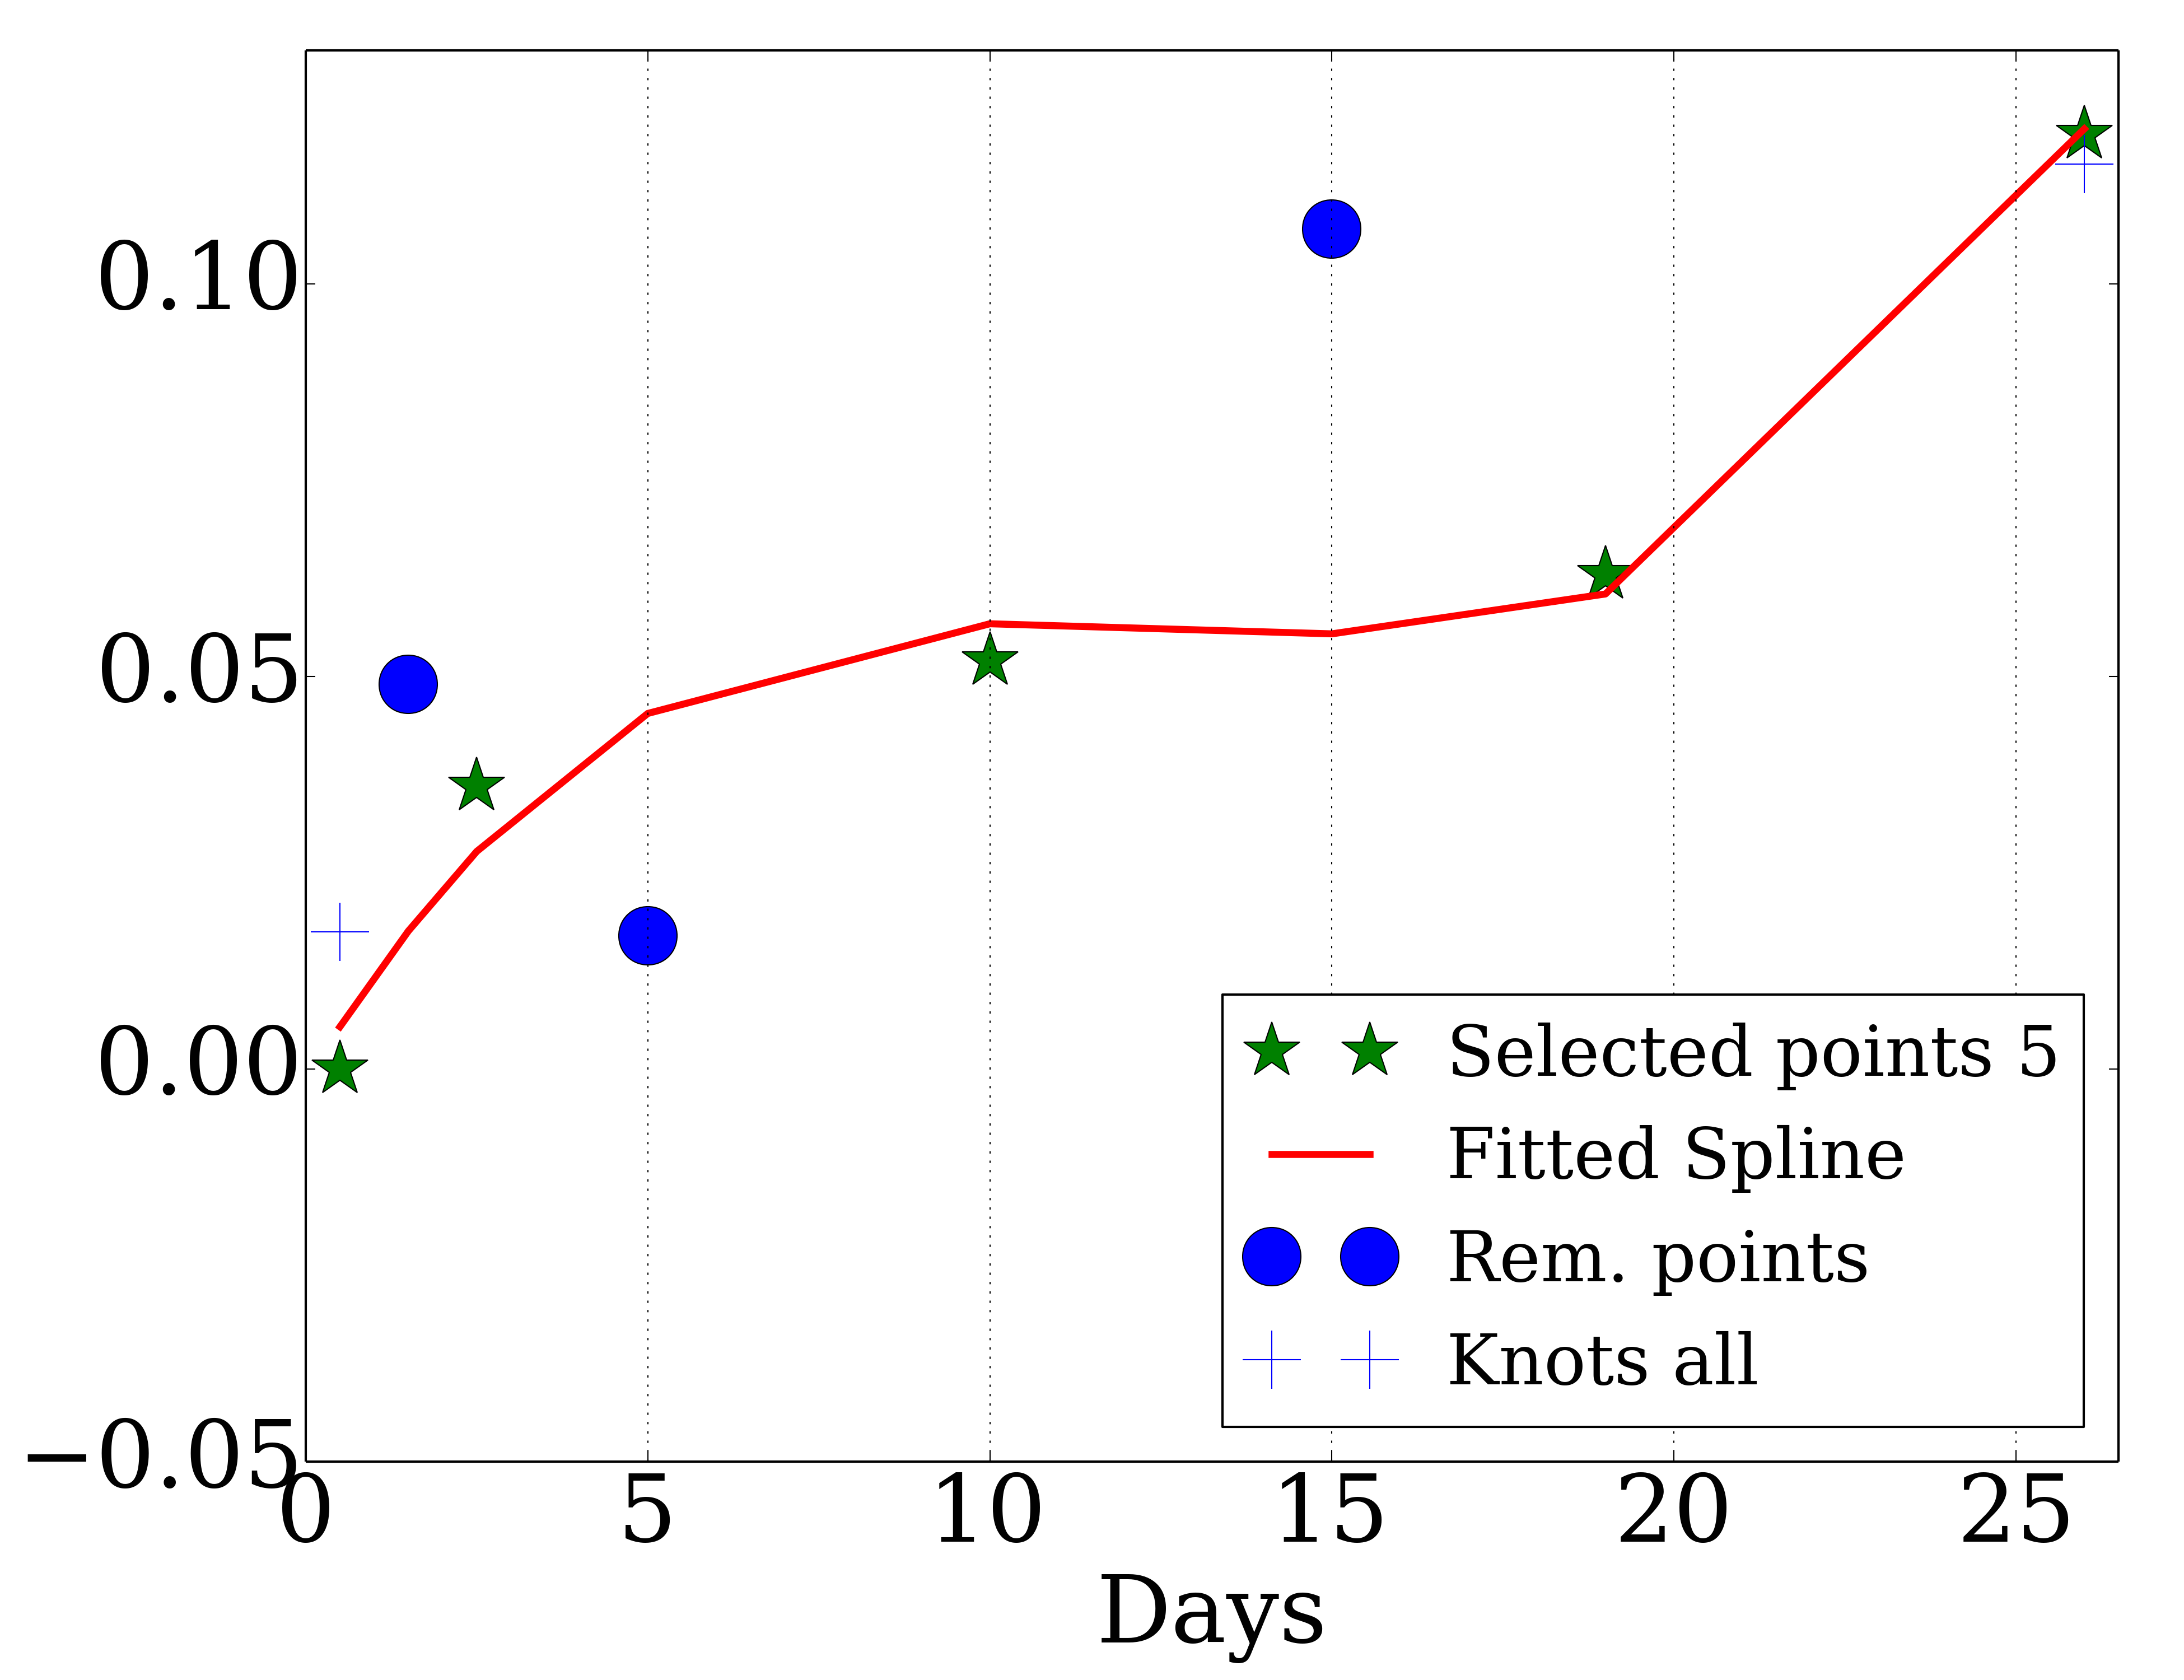 0.10
0.05
0.00
−0.05
0 5 10 15 20 25
Days
Selected points 5
Fitted Spline
Rem. points
Knots all